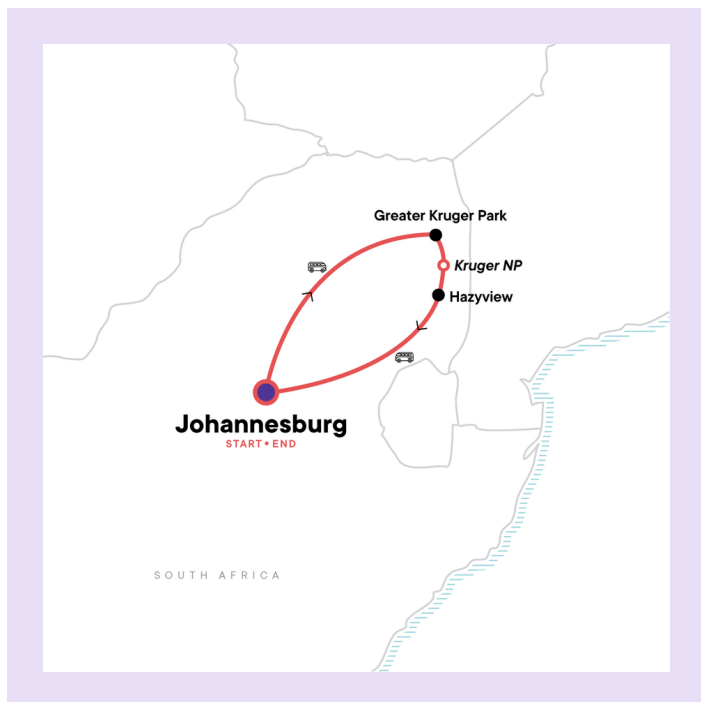 Greater Kruger Park
Kruger NP
Hazyview
Johannesburg
START • END
SOUTH AFRICA